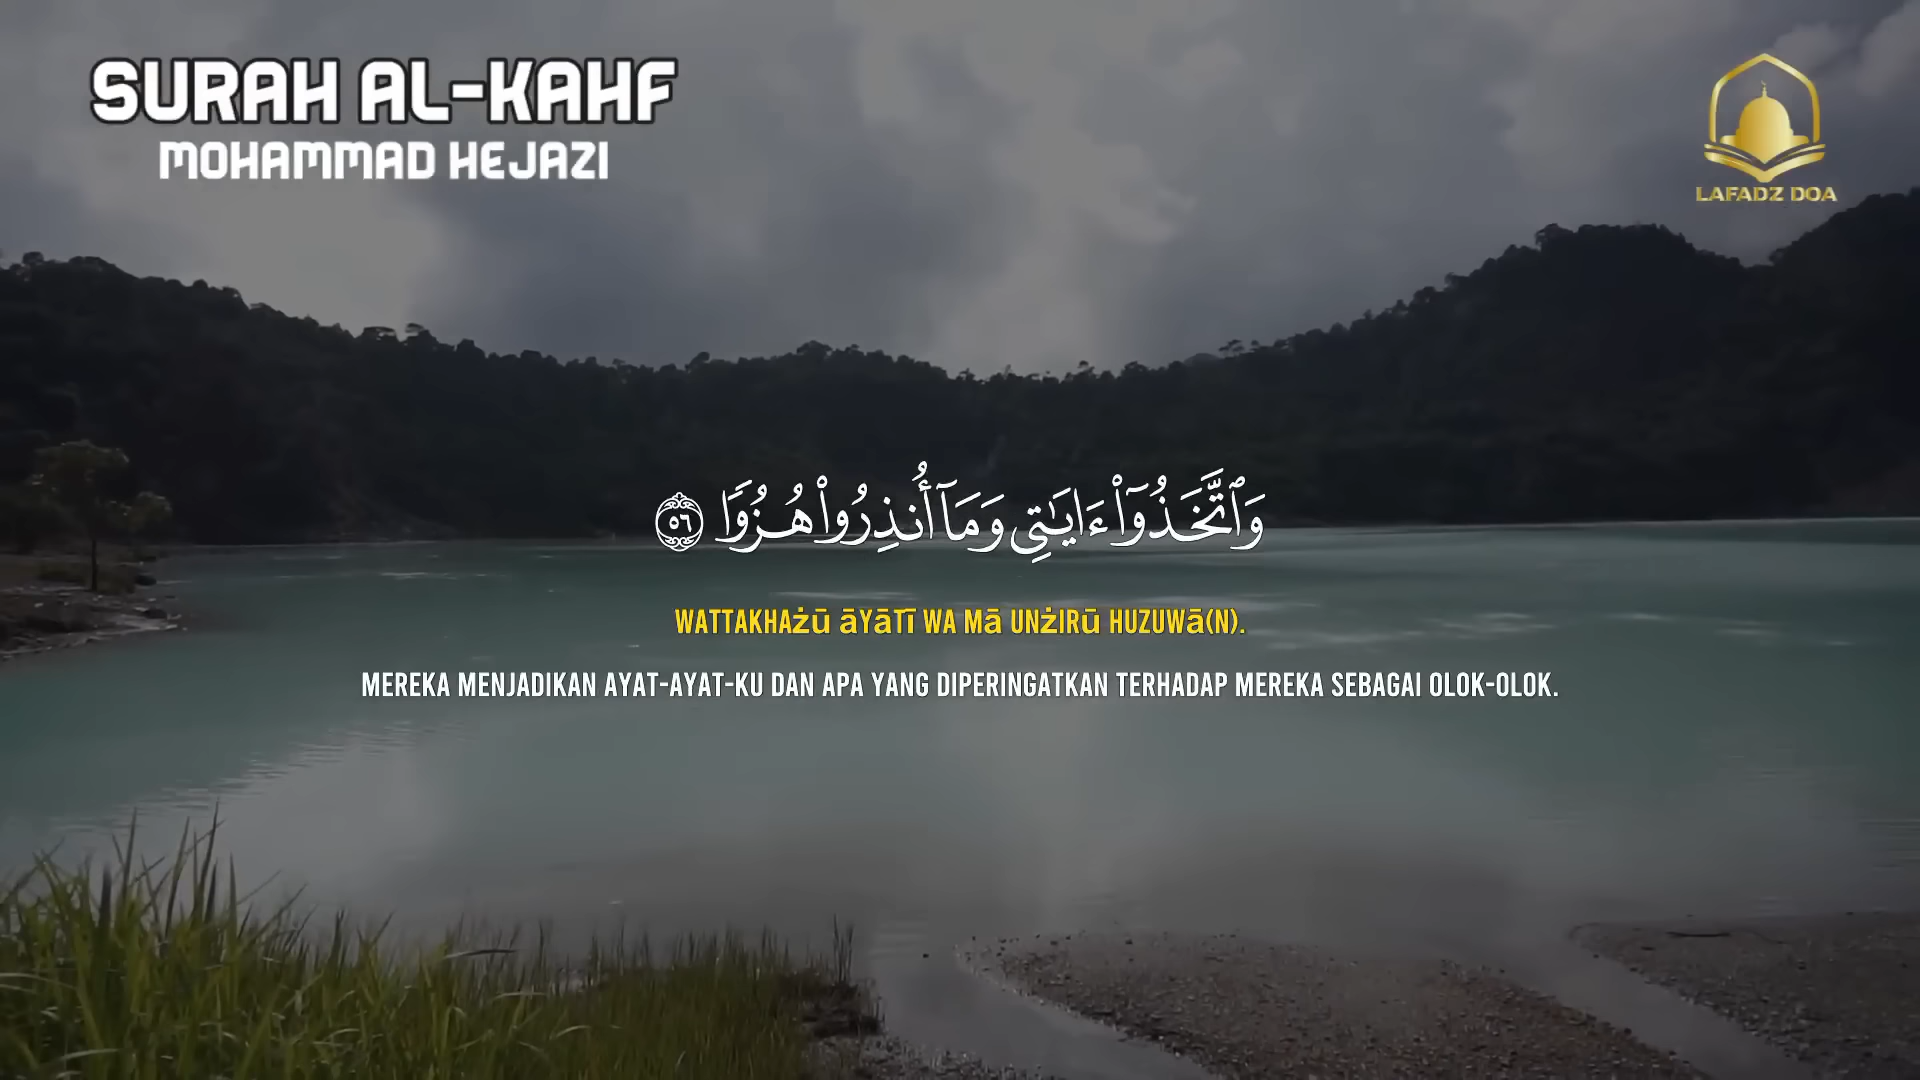 SURAH AL-KAHF
MOHAMMAD HEJAZI
LAFADZ DOA
وَٱتَّخَذُوٓا۟ ءَايَٰتِى وَمَآ أُنذِرُوا۟ هُزُوًا ٥٦
WATTAKHAżū āYāTī WA Mā UNżIRū HUZUWā(N).
MEREKA MENJADIKAN AYAT-AYAT-KU DAN APA YANG DIPERINGATKAN TERHADAP MEREKA SEBAGAI OLOK-OLOK.